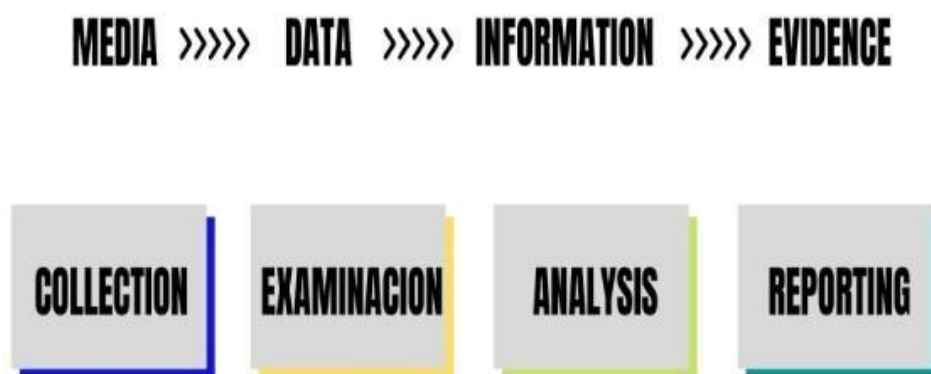 MEDIA >>>>> DATA >>>>> INFORMATION >>>>> EVIDENCE
COLLECTION EXAMINACION ANALYSIS REPORTING